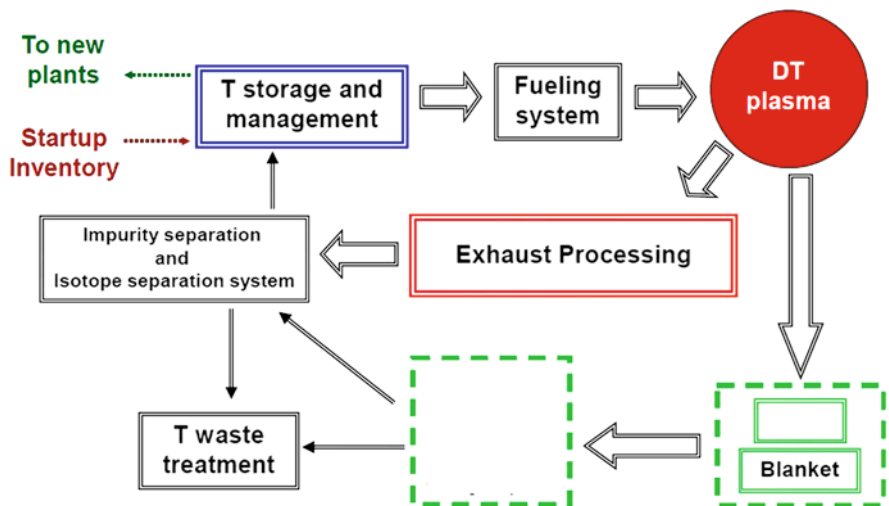 To new
plants
Startup
Inventory
T storage and
management
Fueling
system
DT
plasma
Impurity separation
and
Isotope separation system
Exhaust Processing
T waste
treatment
Blanket